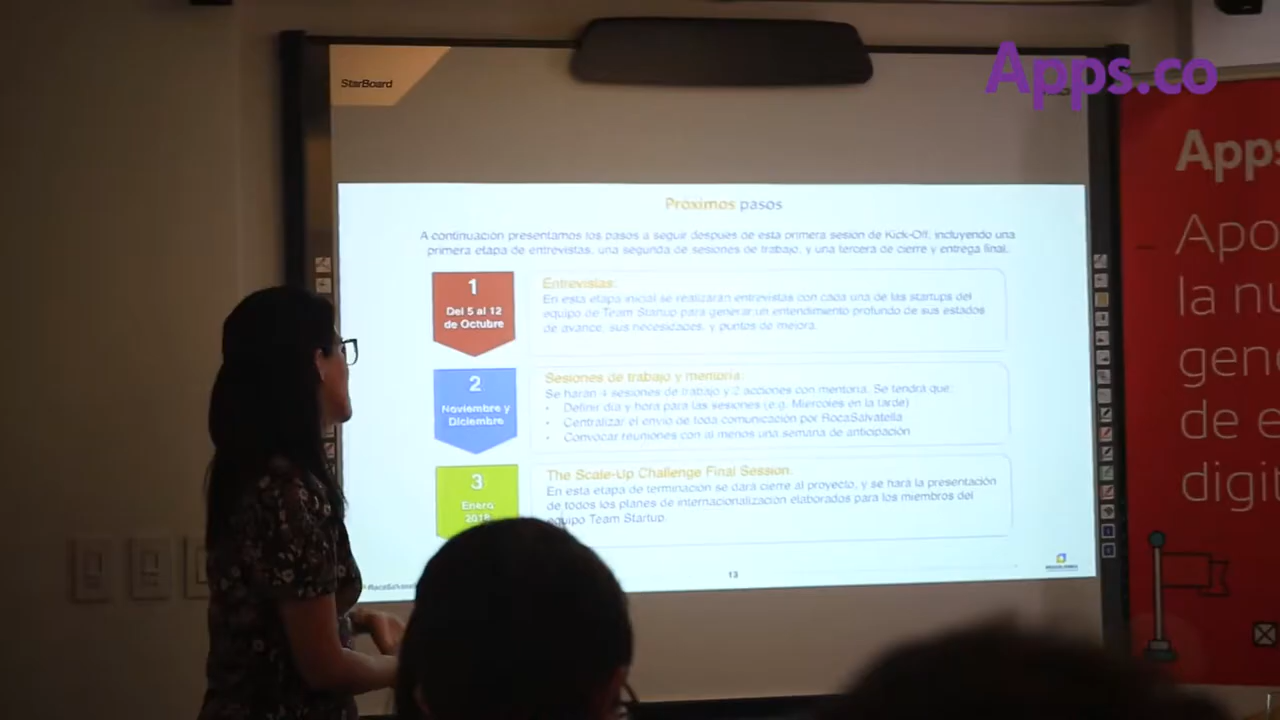 StarBoard
Apps.co
Próximos pasos
A continuación presentamos los pasos a seguir después de esta primera sesión de Kick-Off, incluyendo una
primera etapa de entrevistas, una segunda de sesiones de trabajo, y una tercera de cierre y entrega final.
1
Del 5 al 12
de Octubre
Entrevistas:
En esta etapa inicial se realizarán entrevistas con cada una de las startups del
equipo de Team Startup para generar un entendimiento profundo de sus estados
de avance, sus necesidades, y puntos de mejora.
2
Noviembre y
Diciembre
Sesiones de trabajo y mentoría:
Se harán 4 sesiones de trabajo y 2 acciones con mentoría. Se tendrá que:
• Definir día y hora para las sesiones (e.g. Miércoles en la tarde)
• Centralizar el envío de toda comunicación por RocaSalvatella
• Convocar reuniones con al menos una semana de anticipación
3
Enero
2018
The Scale-Up Challenge Final Session:
En esta etapa de terminación se dará cierre al proyecto, y se hará la presentación
de todos los planes de internacionalización elaborados para los miembros del
equipo Team Startup.
13
Apps
Apo
la nu
gene
de e
digit